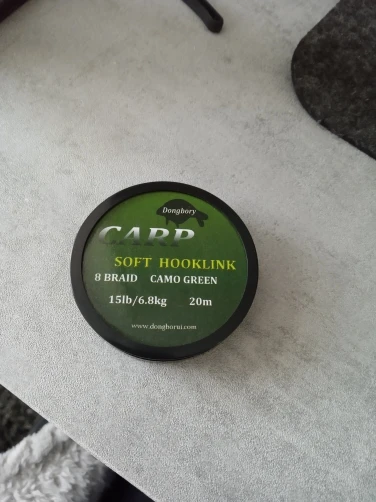 Dongbory
CARP
SOFT HOOKLINK
8 BRAID CAMO GREEN
15lb/6.8kg 20m
www.dongborui.com